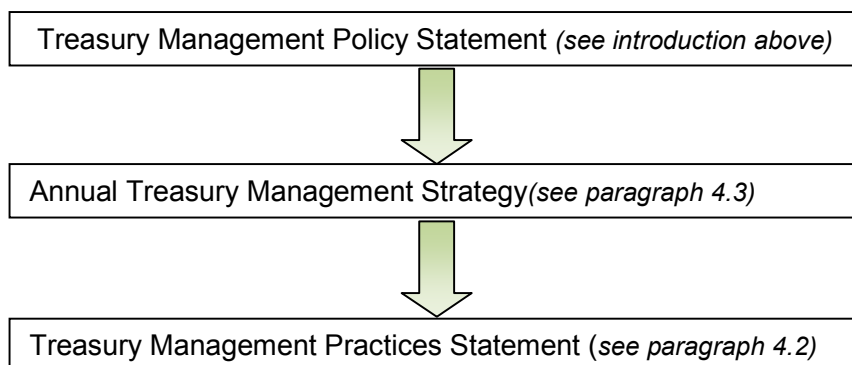 Treasury Management Policy Statement (see introduction above)
Annual Treasury Management Strategy(see paragraph 4.3)
Treasury Management Practices Statement (see paragraph 4.2)